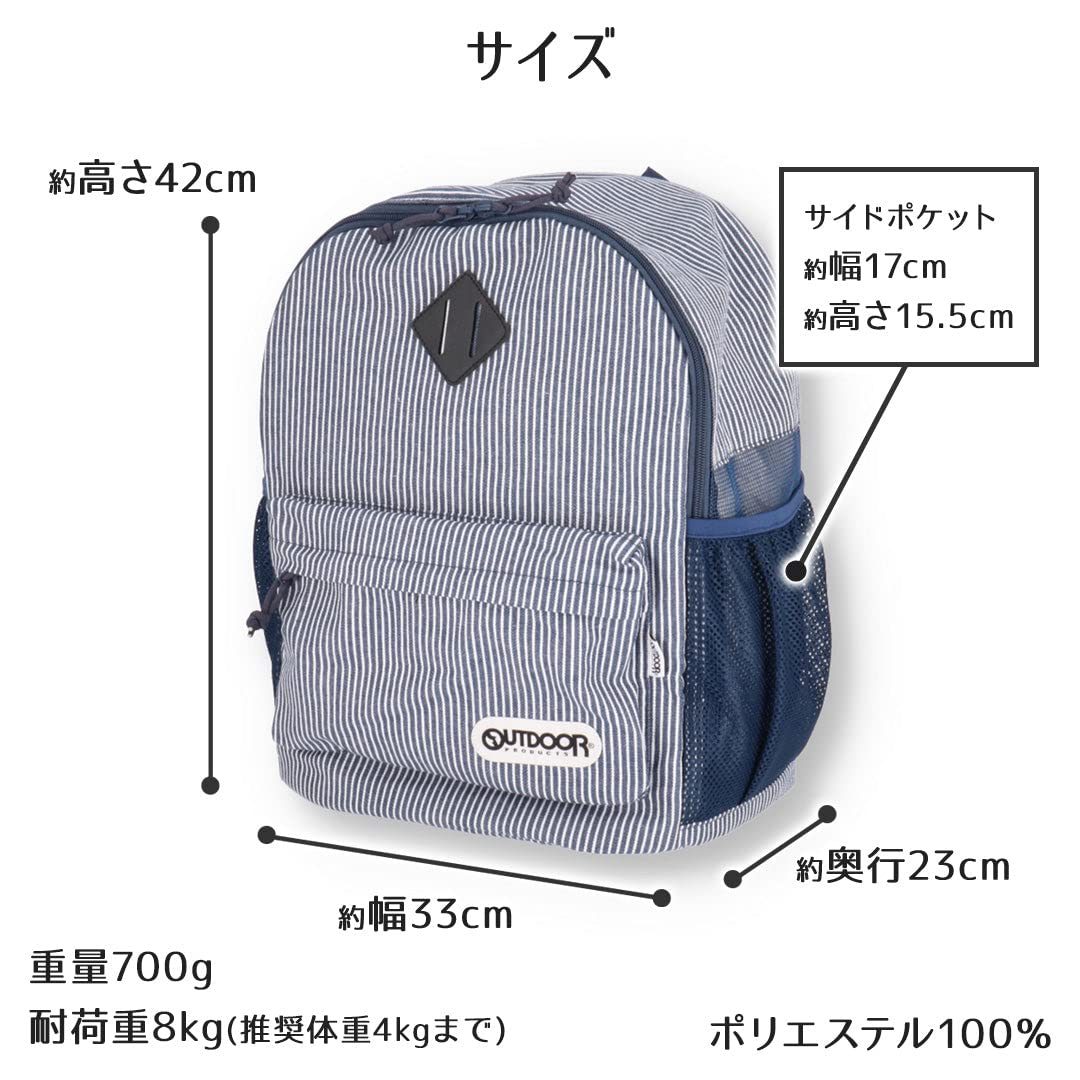 サイズ
約高さ42cm
サイドポケット
約幅17cm
約高さ15.5cm
OUTDOOR®
PRODUCTS
約奥行23cm
約幅33cm
重量700g
耐荷重8kg(推奨体重4kgまで)
ポリエステル100%